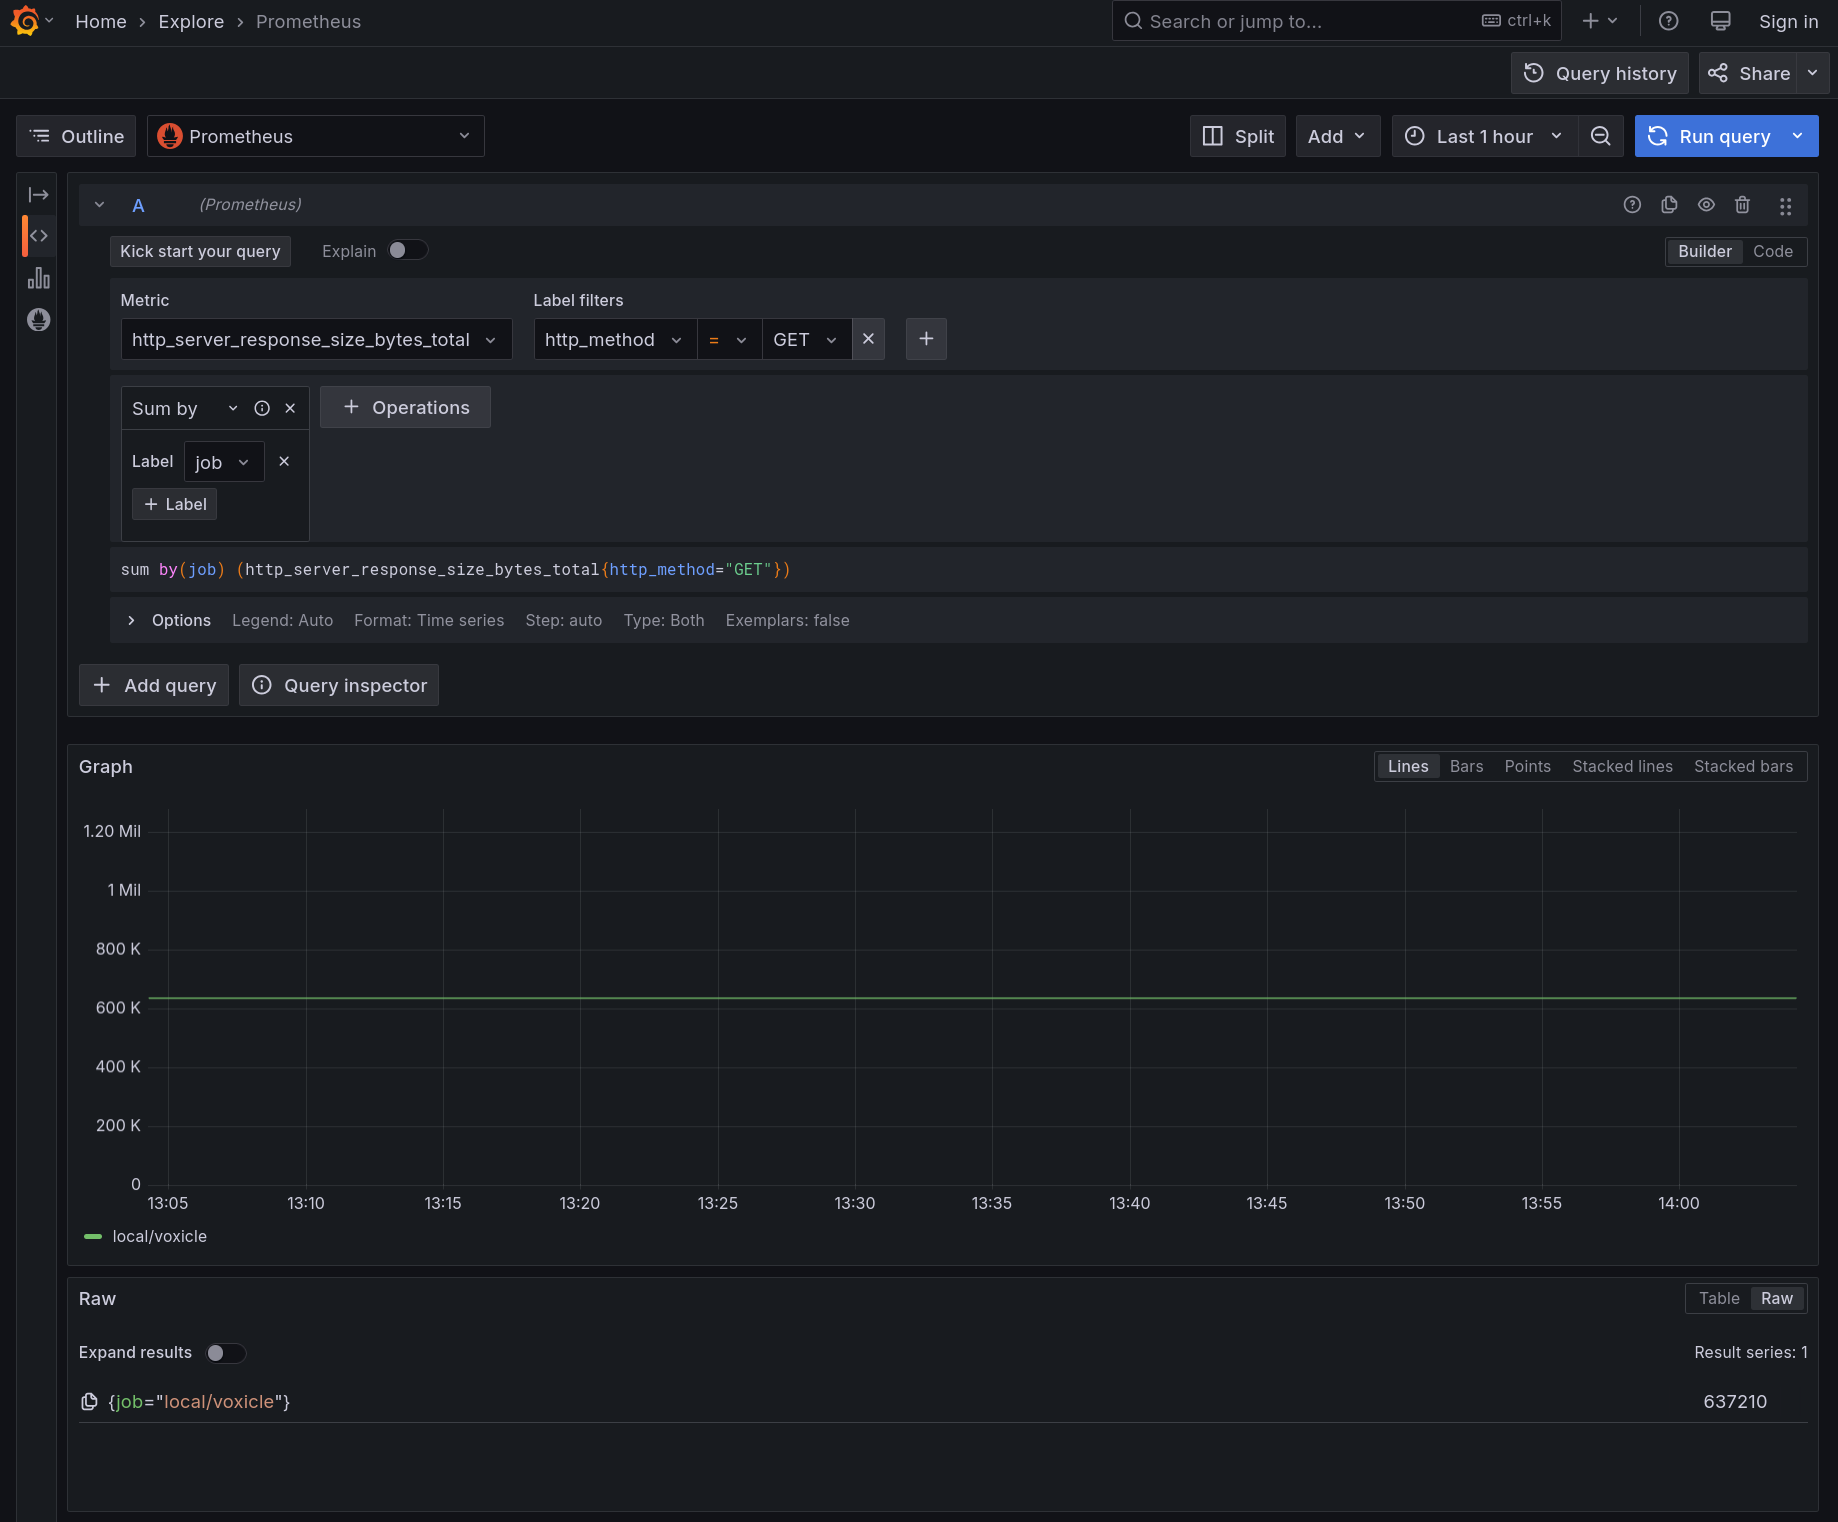 Home › Explore › Prometheus
Search or jump to... ctrl+k
Sign in
Query history
Share
Outline
Prometheus
Split
Add
Last 1 hour
Run query
A
(Prometheus)
Kick start your query
Explain
Builder
Code
Metric
Label filters
http_server_response_size_bytes_total
http_method
=
GET
Sum by
Operations
Label
job
Label
sum by(job) (http_server_response_size_bytes_total{http_method="GET"})
Options Legend: Auto Format: Time series Step: auto Type: Both Exemplars: false
Add query
Query inspector
Graph
Lines Bars Points Stacked lines Stacked bars
1.20 Mil
1 Mil
800 K
600 K
400 K
200 K
0
13:05 13:10 13:15 13:20 13:25 13:30 13:35 13:40 13:45 13:50 13:55 14:00
local/voxicle
Raw
Table Raw
Expand results
Result series: 1
{job="local/voxicle"}
637210